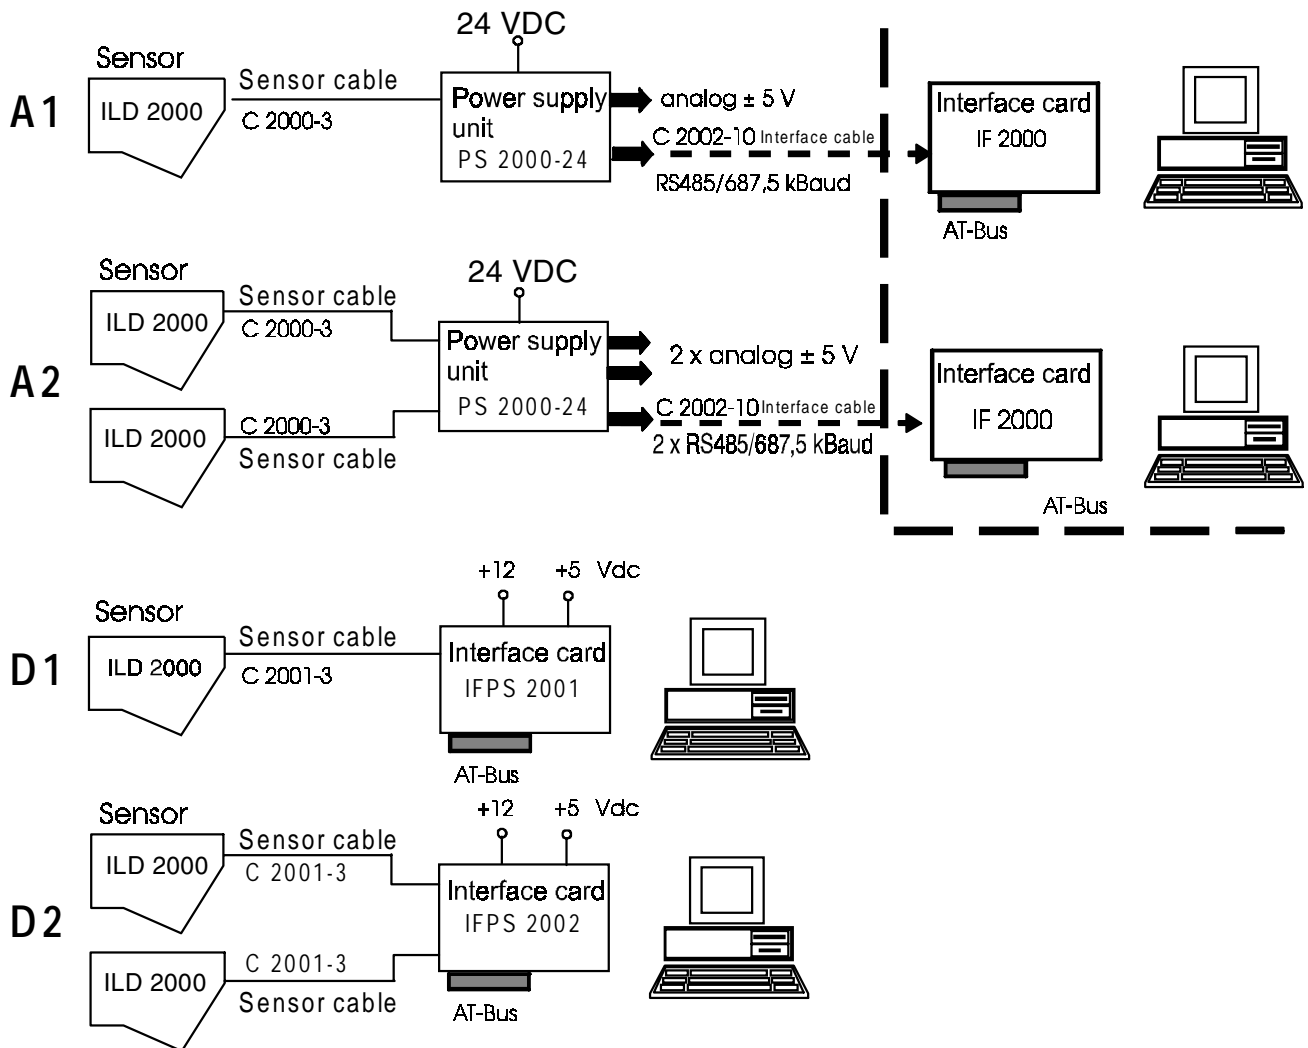 24 VDC
Sensor
A1
ILD 2000
Sensor cable
C 2000-3
Power supply
unit
PS 2000-24
analog ± 5 V
C 2002-10 Interface cable
RS485/687,5 kBaud
Interface card
IF 2000
AT-Bus
24 VDC
Sensor
A2
ILD 2000
Sensor cable
C 2000-3
ILD 2000
C 2000-3
Sensor cable
Power supply
unit
PS 2000-24
2 x analog ± 5 V
C 2002-10 Interface cable
2 x RS485/687,5 kBaud
Interface card
IF 2000
AT-Bus
+12 +5 Vdc
Sensor
D1
ILD 2000
Sensor cable
C 2001-3
Interface card
IFPS 2001
AT-Bus
+12 +5 Vdc
Sensor
D2
ILD 2000
Sensor cable
C 2001-3
ILD 2000
C 2001-3
Sensor cable
Interface card
IFPS 2002
AT-Bus